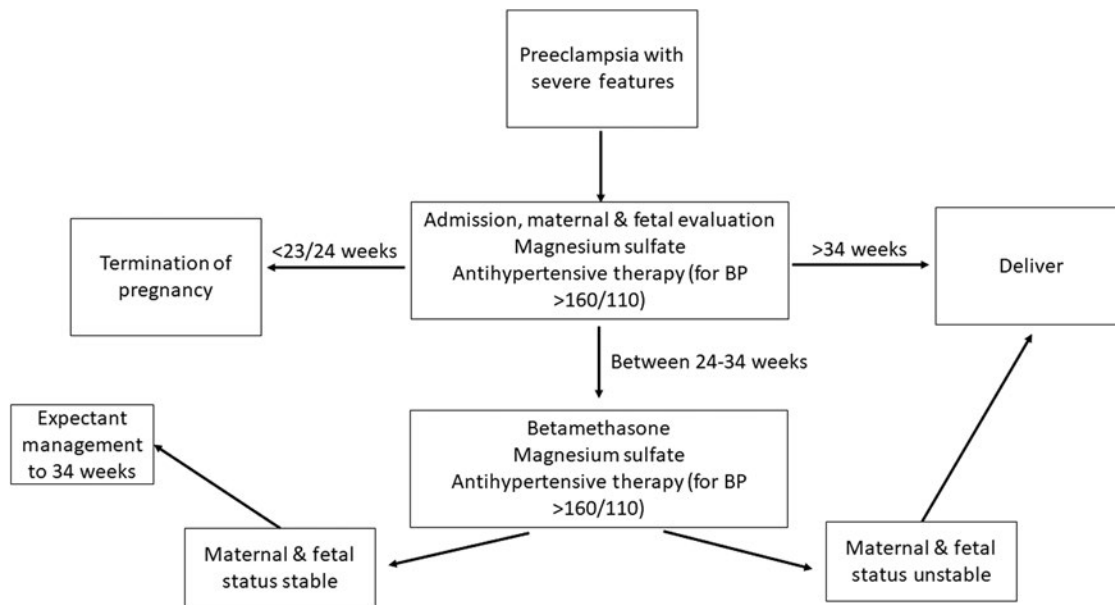 Preeclampsia with
severe features
Admission, maternal & fetal evaluation
Magnesium sulfate
Antihypertensive therapy (for BP
>160/110)
<23/24 weeks
Termination of
pregnancy
>34 weeks
Deliver
Between 24-34 weeks
Betamethasone
Magnesium sulfate
Antihypertensive therapy (for BP
>160/110)
Expectant
management
to 34 weeks
Maternal & fetal
status stable
Maternal & fetal
status unstable